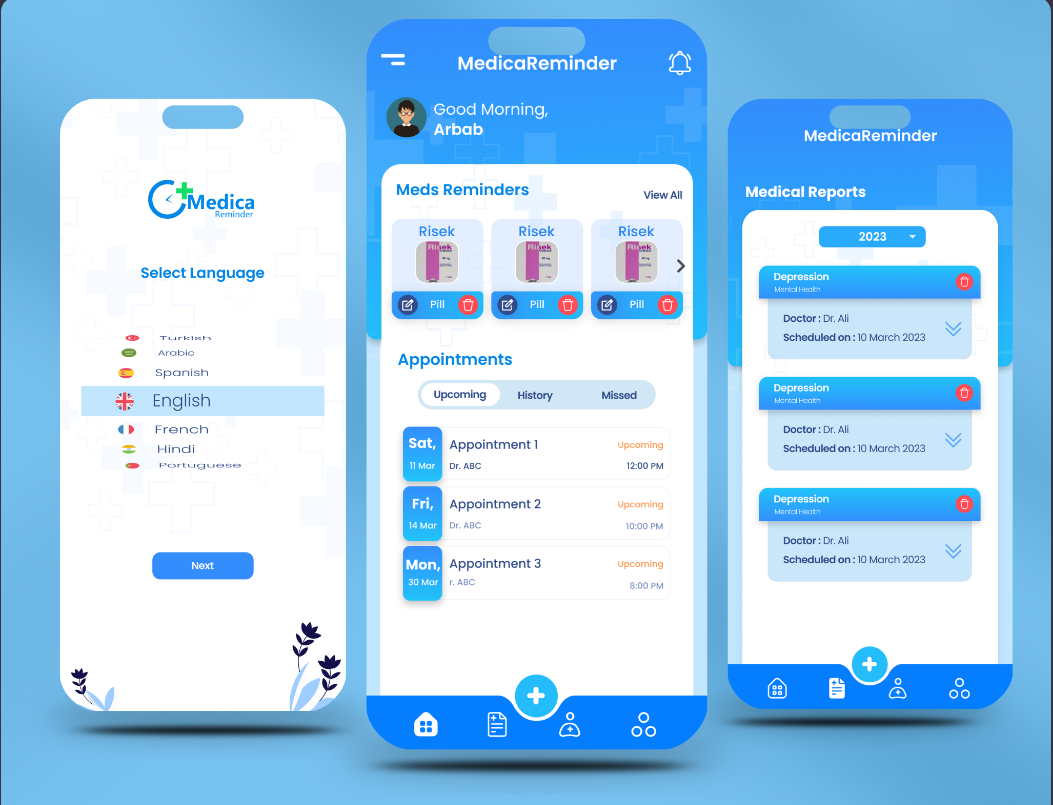 Medica
Reminder
Select Language
Turkish
Arabic
Spanish
English
French
Hindi
Portuguese
Next
MedicaReminder
Good Morning,
Arbab
Meds Reminders
View All
Risek
Risek
Risek
Risek
Risek
Risek
Pill
Pill
Pill
Appointments
Upcoming
History
Missed
Sat,
11 Mar
Appointment 1
Dr. ABC
Upcoming
12:00 PM
Fri,
14 Mar
Appointment 2
Dr. ABC
Upcoming
10:00 PM
Mon,
30 Mar
Appointment 3
r. ABC
Upcoming
8:00 PM
MedicaReminder
Medical Reports
2023
Depression
Mental Health
Doctor : Dr. Ali
Scheduled on : 10 March 2023
Depression
Mental Health
Doctor : Dr. Ali
Scheduled on : 10 March 2023
Depression
Mental Health
Doctor : Dr. Ali
Scheduled on : 10 March 2023